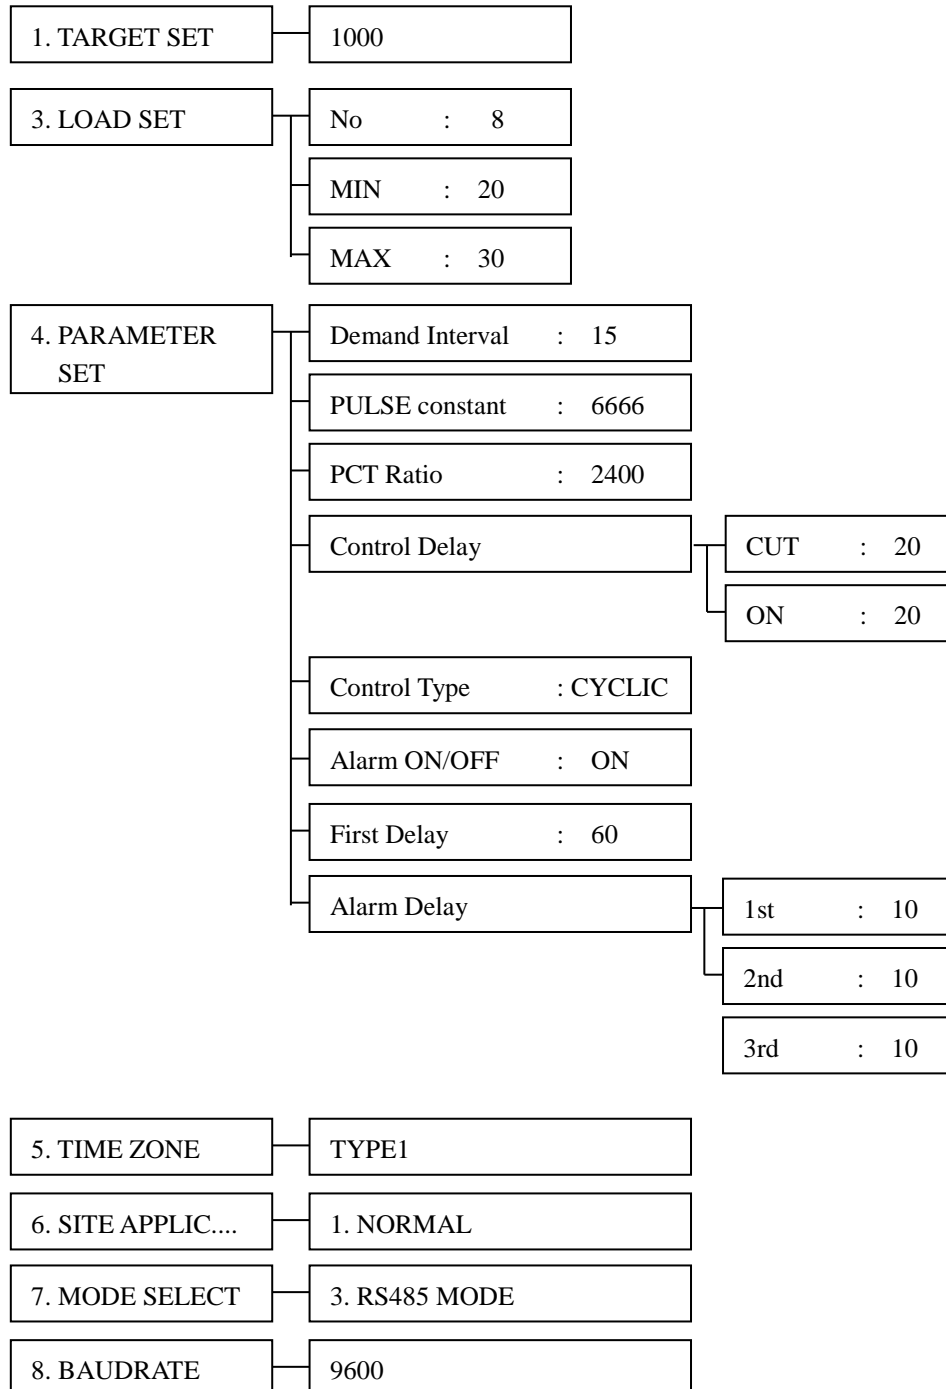 1. TARGET SET
1000
3. LOAD SET
No : 8
MIN : 20
MAX : 30
4. PARAMETER
SET
Demand Interval : 15
PULSE constant : 6666
PCT Ratio : 2400
Control Delay
CUT : 20
ON : 20
Control Type : CYCLIC
Alarm ON/OFF : ON
First Delay : 60
Alarm Delay
1st : 10
2nd : 10
3rd : 10
5. TIME ZONE
TYPE1
6. SITE APPLIC....
1. NORMAL
7. MODE SELECT
3. RS485 MODE
8. BAUDRATE
9600